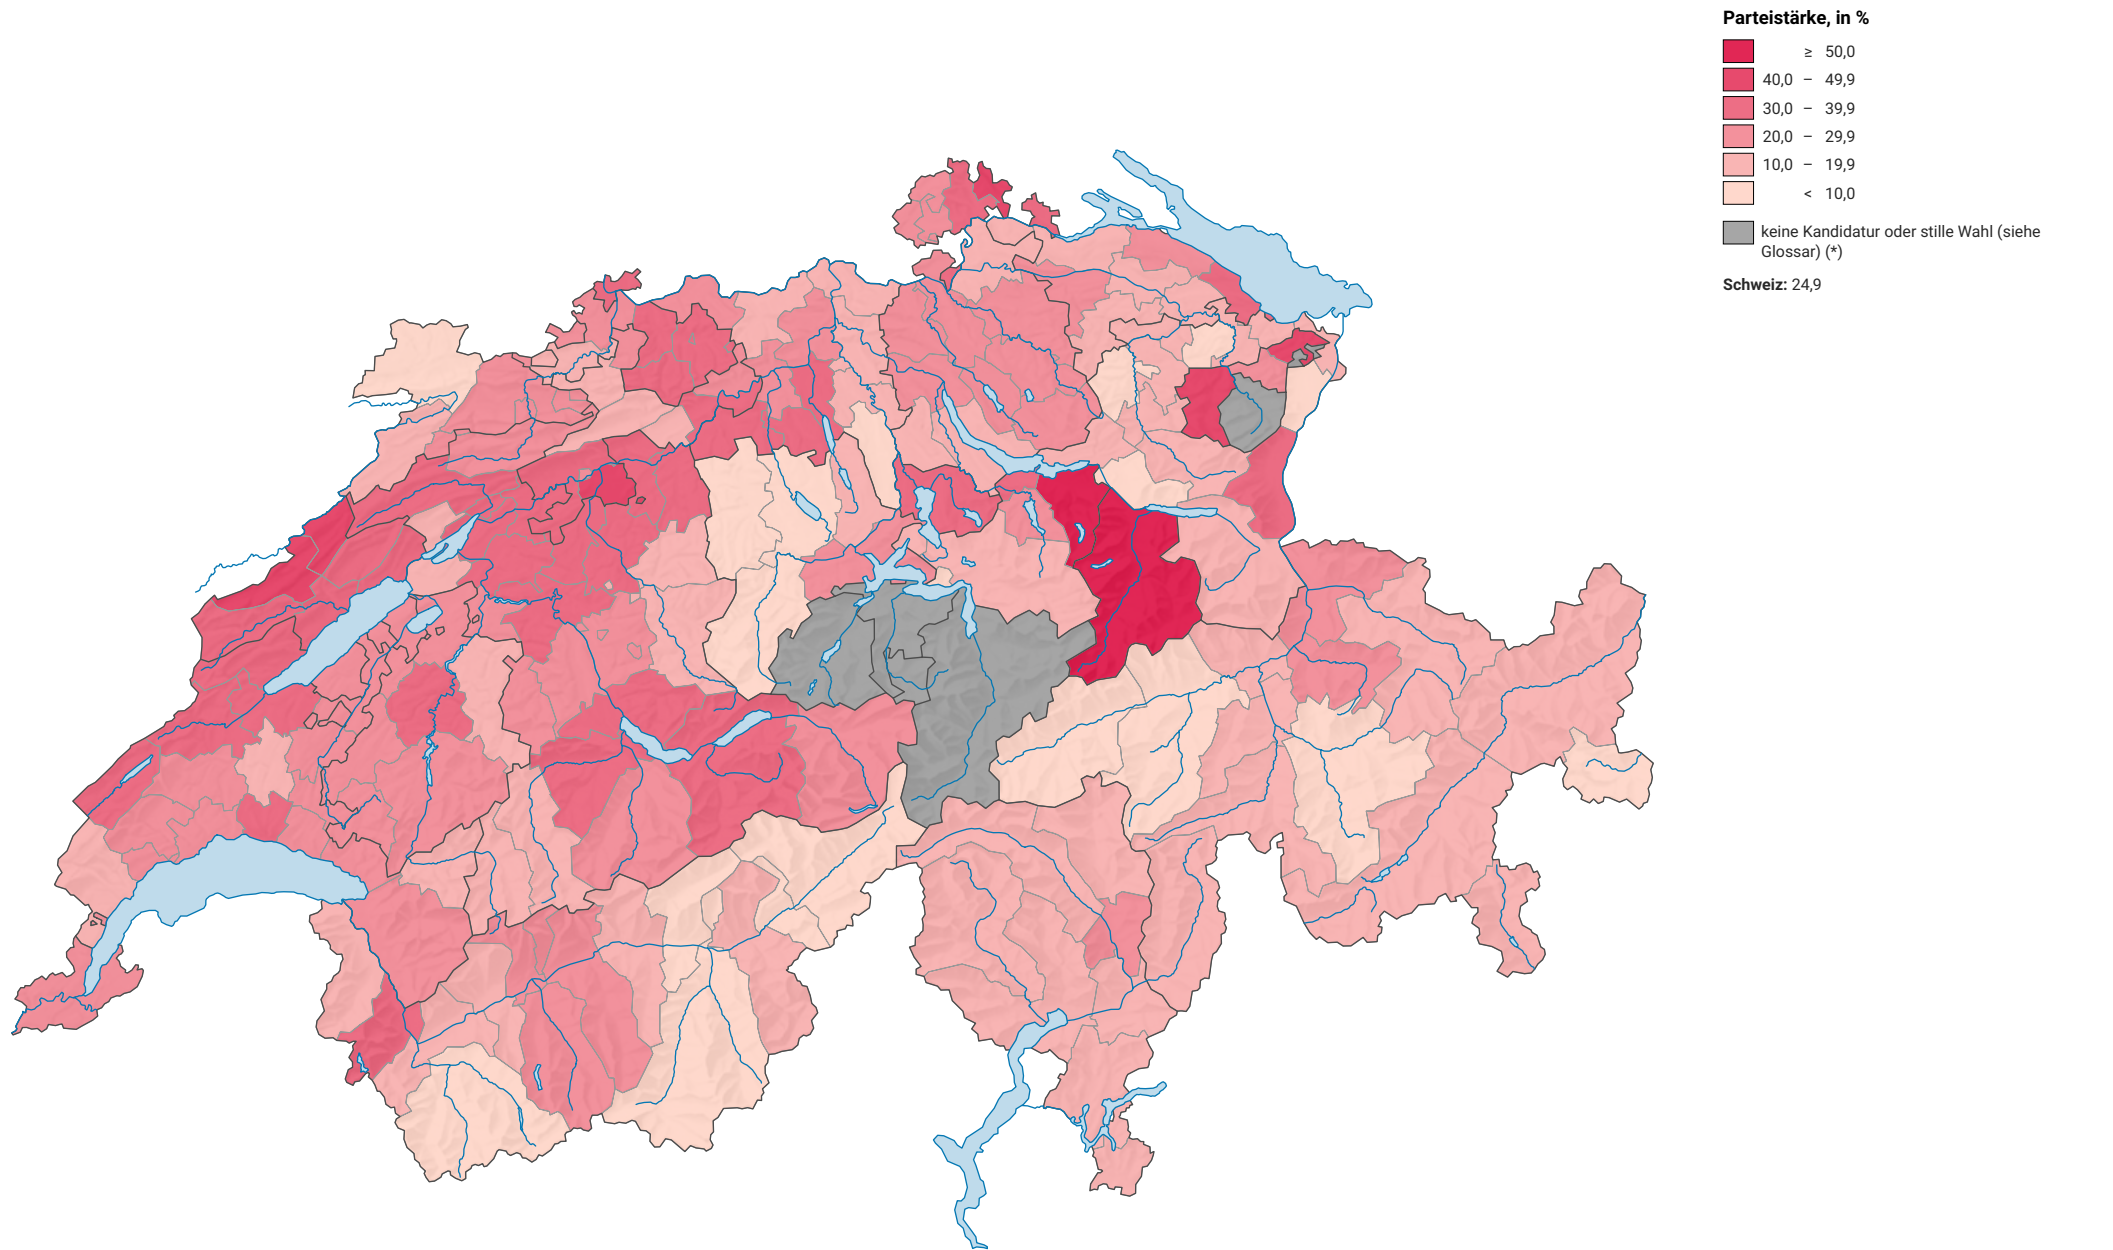 Parteistärke, in %
≥ 50,0
40,0 – 49,9
30,0 – 39,9
20,0 – 29,9
10,0 – 19,9
< 10,0
keine Kandidatur oder stille Wahl (siehe
Glossar) (*)
Schweiz: 24,9